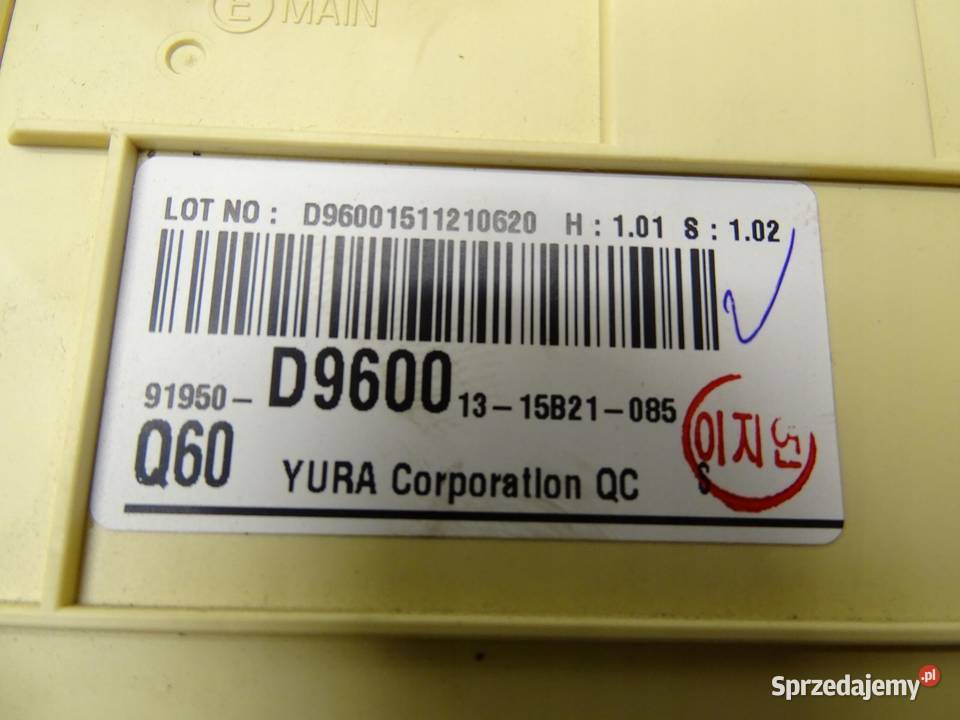 E MAIN
LOT NO : D96001511210620 H : 1.01 S : 1.02
91950- D9600 13-15B21-085
Q60 YURA Corporation QC S
이지언
Sprzedajemy.pl